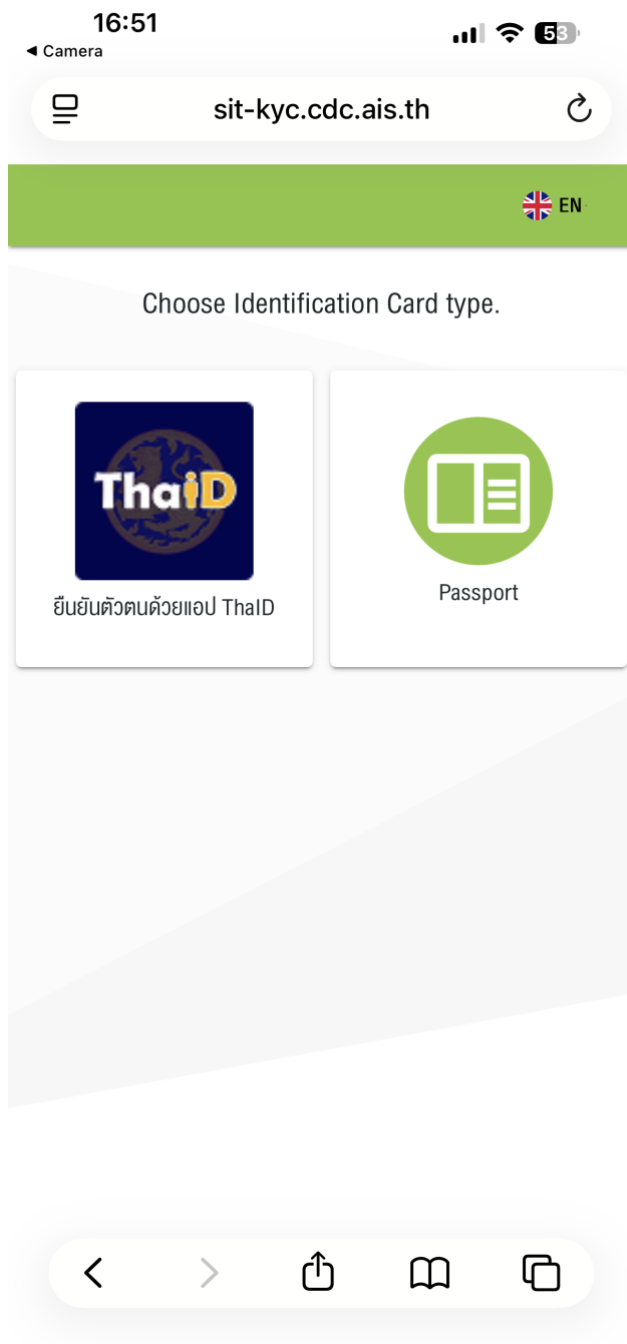 16:51
◀ Camera
53
sit-kyc.cdc.ais.th
EN
Choose Identification Card type.
ThaiD
ยืนยันตัวตนด้วยแอป ThaID
Passport